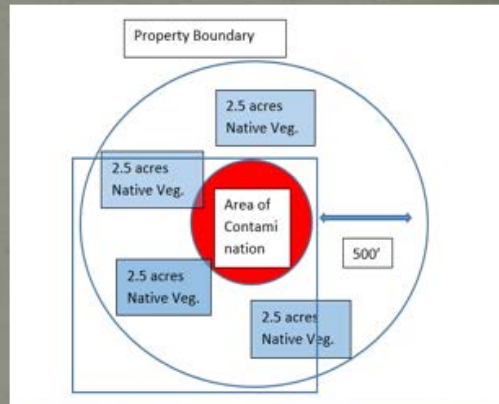 Property Boundary
2.5 acres
Native Veg.
2.5 acres
Native Veg.
Area of
Contami
nation
500'
2.5 acres
Native Veg.
2.5 acres
Native Veg.